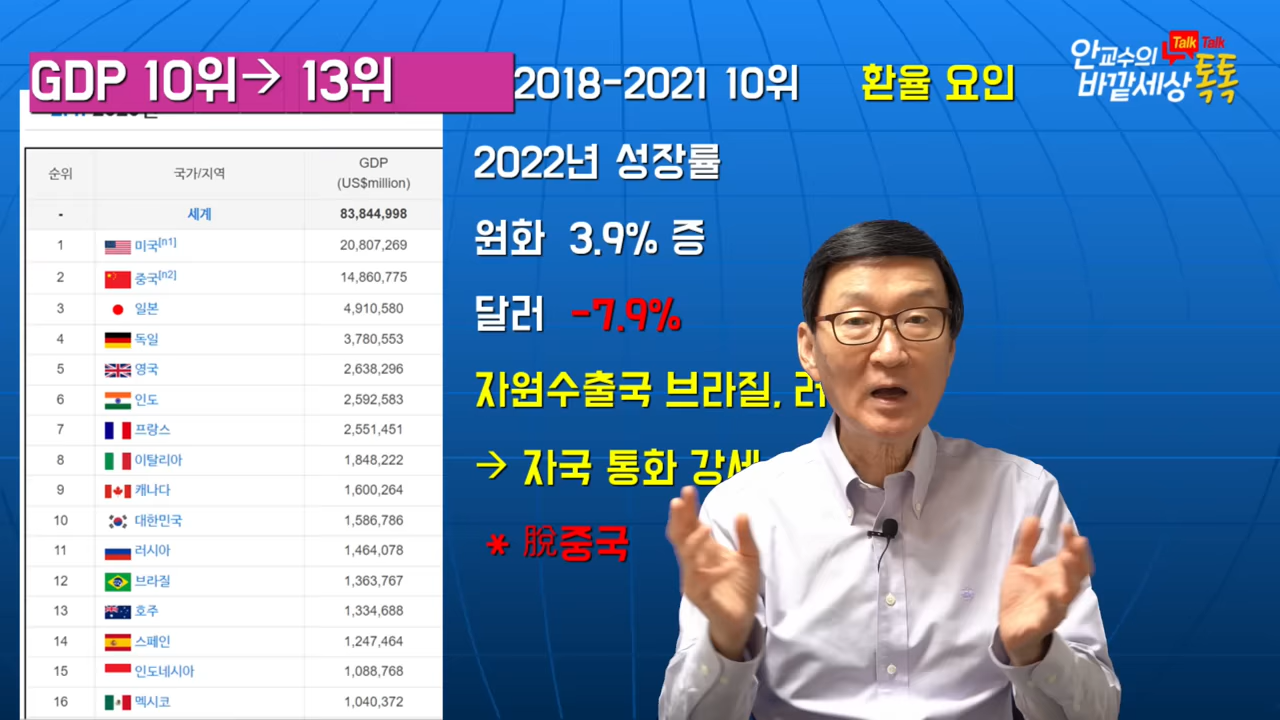 GDP 10위→ 13위
2018-2021 10위
환율 요인
안교수의
바깥세상
Talk Talk
톡톡
2022년 성장률
원화 3.9% 증
달러 -7.9%
자원수출국 브라질,
→ 자국 통화 강세
* 脫중국
순위 국가/지역 GDP
(US$million)
- 세계 83,844,998
1 미국[n1] 20,807,269
2 중국[n2] 14,860,775
3 일본 4,910,580
4 독일 3,780,553
5 영국 2,638,296
6 인도 2,592,583
7 프랑스 2,551,451
8 이탈리아 1,848,222
9 캐나다 1,600,264
10 대한민국 1,586,786
11 러시아 1,464,078
12 브라질 1,363,767
13 호주 1,334,688
14 스페인 1,247,464
15 인도네시아 1,088,768
16 멕시코 1,040,372